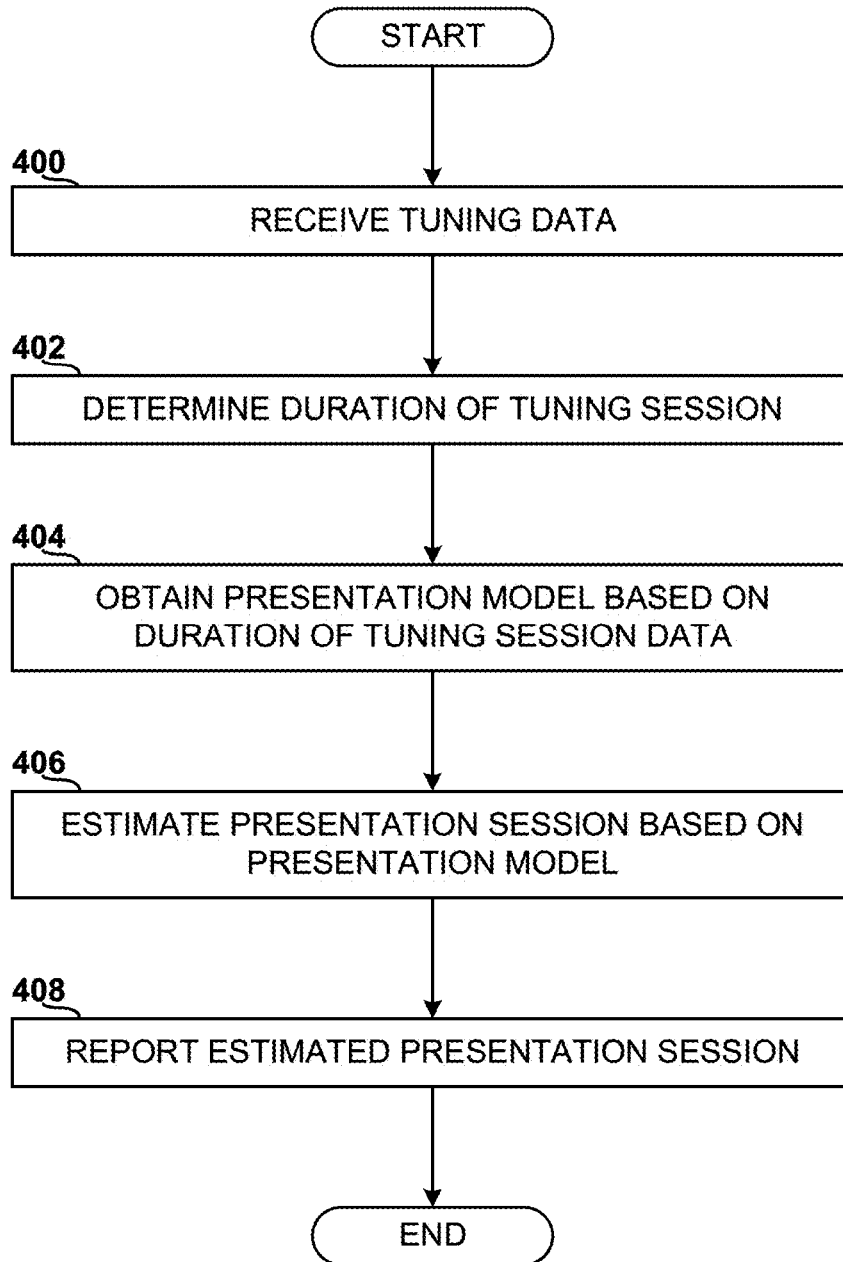 START
400
RECEIVE TUNING DATA
402
DETERMINE DURATION OF TUNING SESSION
404
OBTAIN PRESENTATION MODEL BASED ON
DURATION OF TUNING SESSION DATA
406
ESTIMATE PRESENTATION SESSION BASED ON
PRESENTATION MODEL
408
REPORT ESTIMATED PRESENTATION SESSION
END